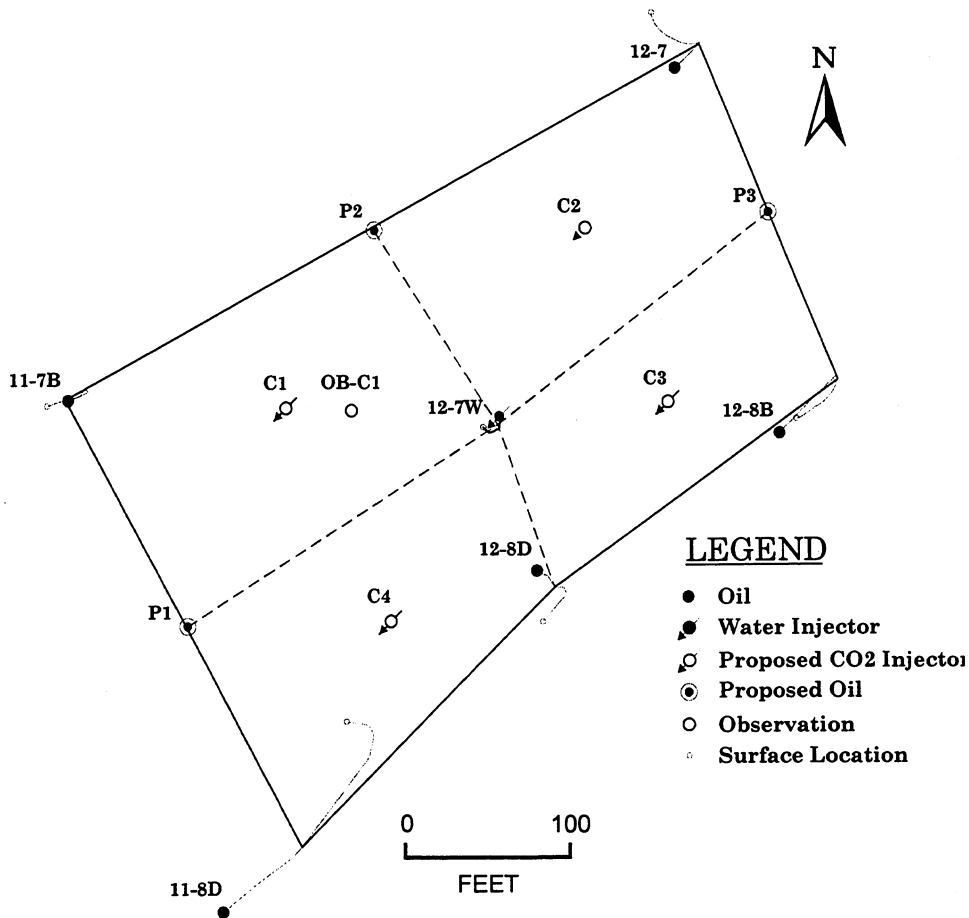 12-7
N
P2
C2
P3
11-7B
C1
OB-C1
12-7W
C3
12-8B
12-8D
P1
C4
LEGEND
Oil
Water Injector
Proposed CO2 Injector
Proposed Oil
Observation
Surface Location
0 100
FEET
11-8D